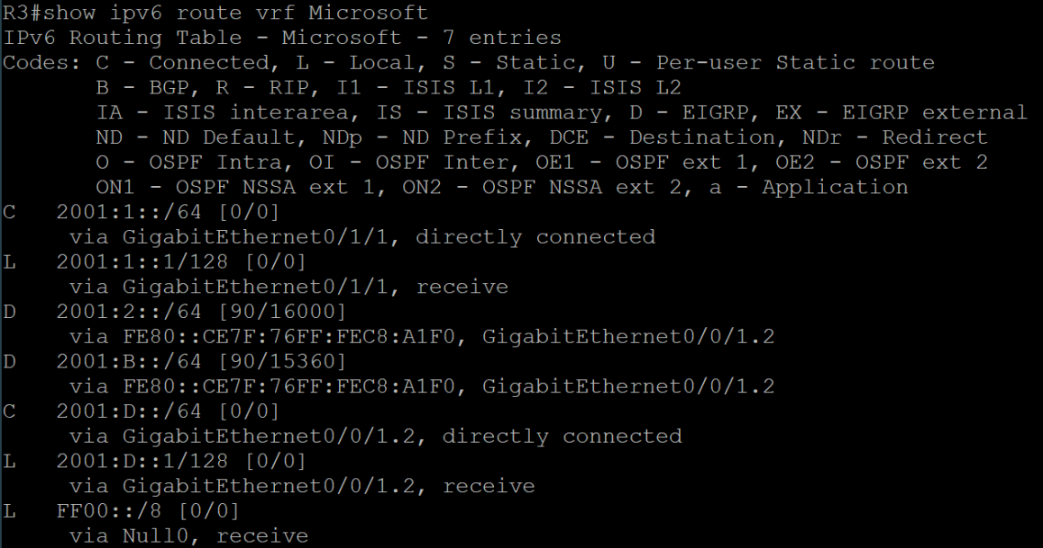 R3#show ipv6 route vrf Microsoft
IPv6 Routing Table - Microsoft - 7 entries
Codes: C - Connected, L - Local, S - Static, U - Per-user Static route
       B - BGP, R - RIP, I1 - ISIS L1, I2 - ISIS L2
       IA - ISIS interarea, IS - ISIS summary, D - EIGRP, EX - EIGRP external
       ND - ND Default, NDp - ND Prefix, DCE - Destination, NDr - Redirect
       O - OSPF Intra, OI - OSPF Inter, OE1 - OSPF ext 1, OE2 - OSPF ext 2
       ON1 - OSPF NSSA ext 1, ON2 - OSPF NSSA ext 2, a - Application
C   2001:1::/64 [0/0]
     via GigabitEthernet0/1/1, directly connected
L   2001:1::1/128 [0/0]
     via GigabitEthernet0/1/1, receive
D   2001:2::/64 [90/16000]
     via FE80::CE7F:76FF:FEC8:A1F0, GigabitEthernet0/0/1.2
D   2001:B::/64 [90/15360]
     via FE80::CE7F:76FF:FEC8:A1F0, GigabitEthernet0/0/1.2
C   2001:D::/64 [0/0]
     via GigabitEthernet0/0/1.2, directly connected
L   2001:D::1/128 [0/0]
     via GigabitEthernet0/0/1.2, receive
L   FF00::/8 [0/0]
     via Null0, receive